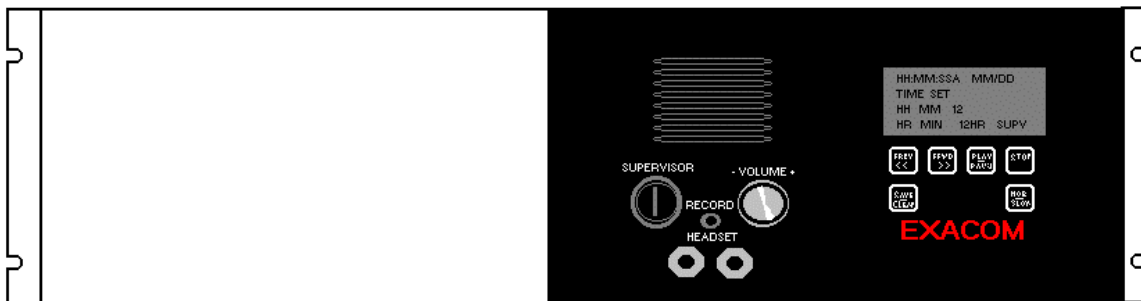 HH:MM:SSA MM/DD
TIME SET
HH MM 12
HR MIN 12HR SUPV
PREV
<<
FFWD
>>
PLAY
PAUS
STOP
SUPERVISOR
- VOLUME +
SAVE
CLEAR
NOR
SLOW
RECORD
EXACOM
HEADSET